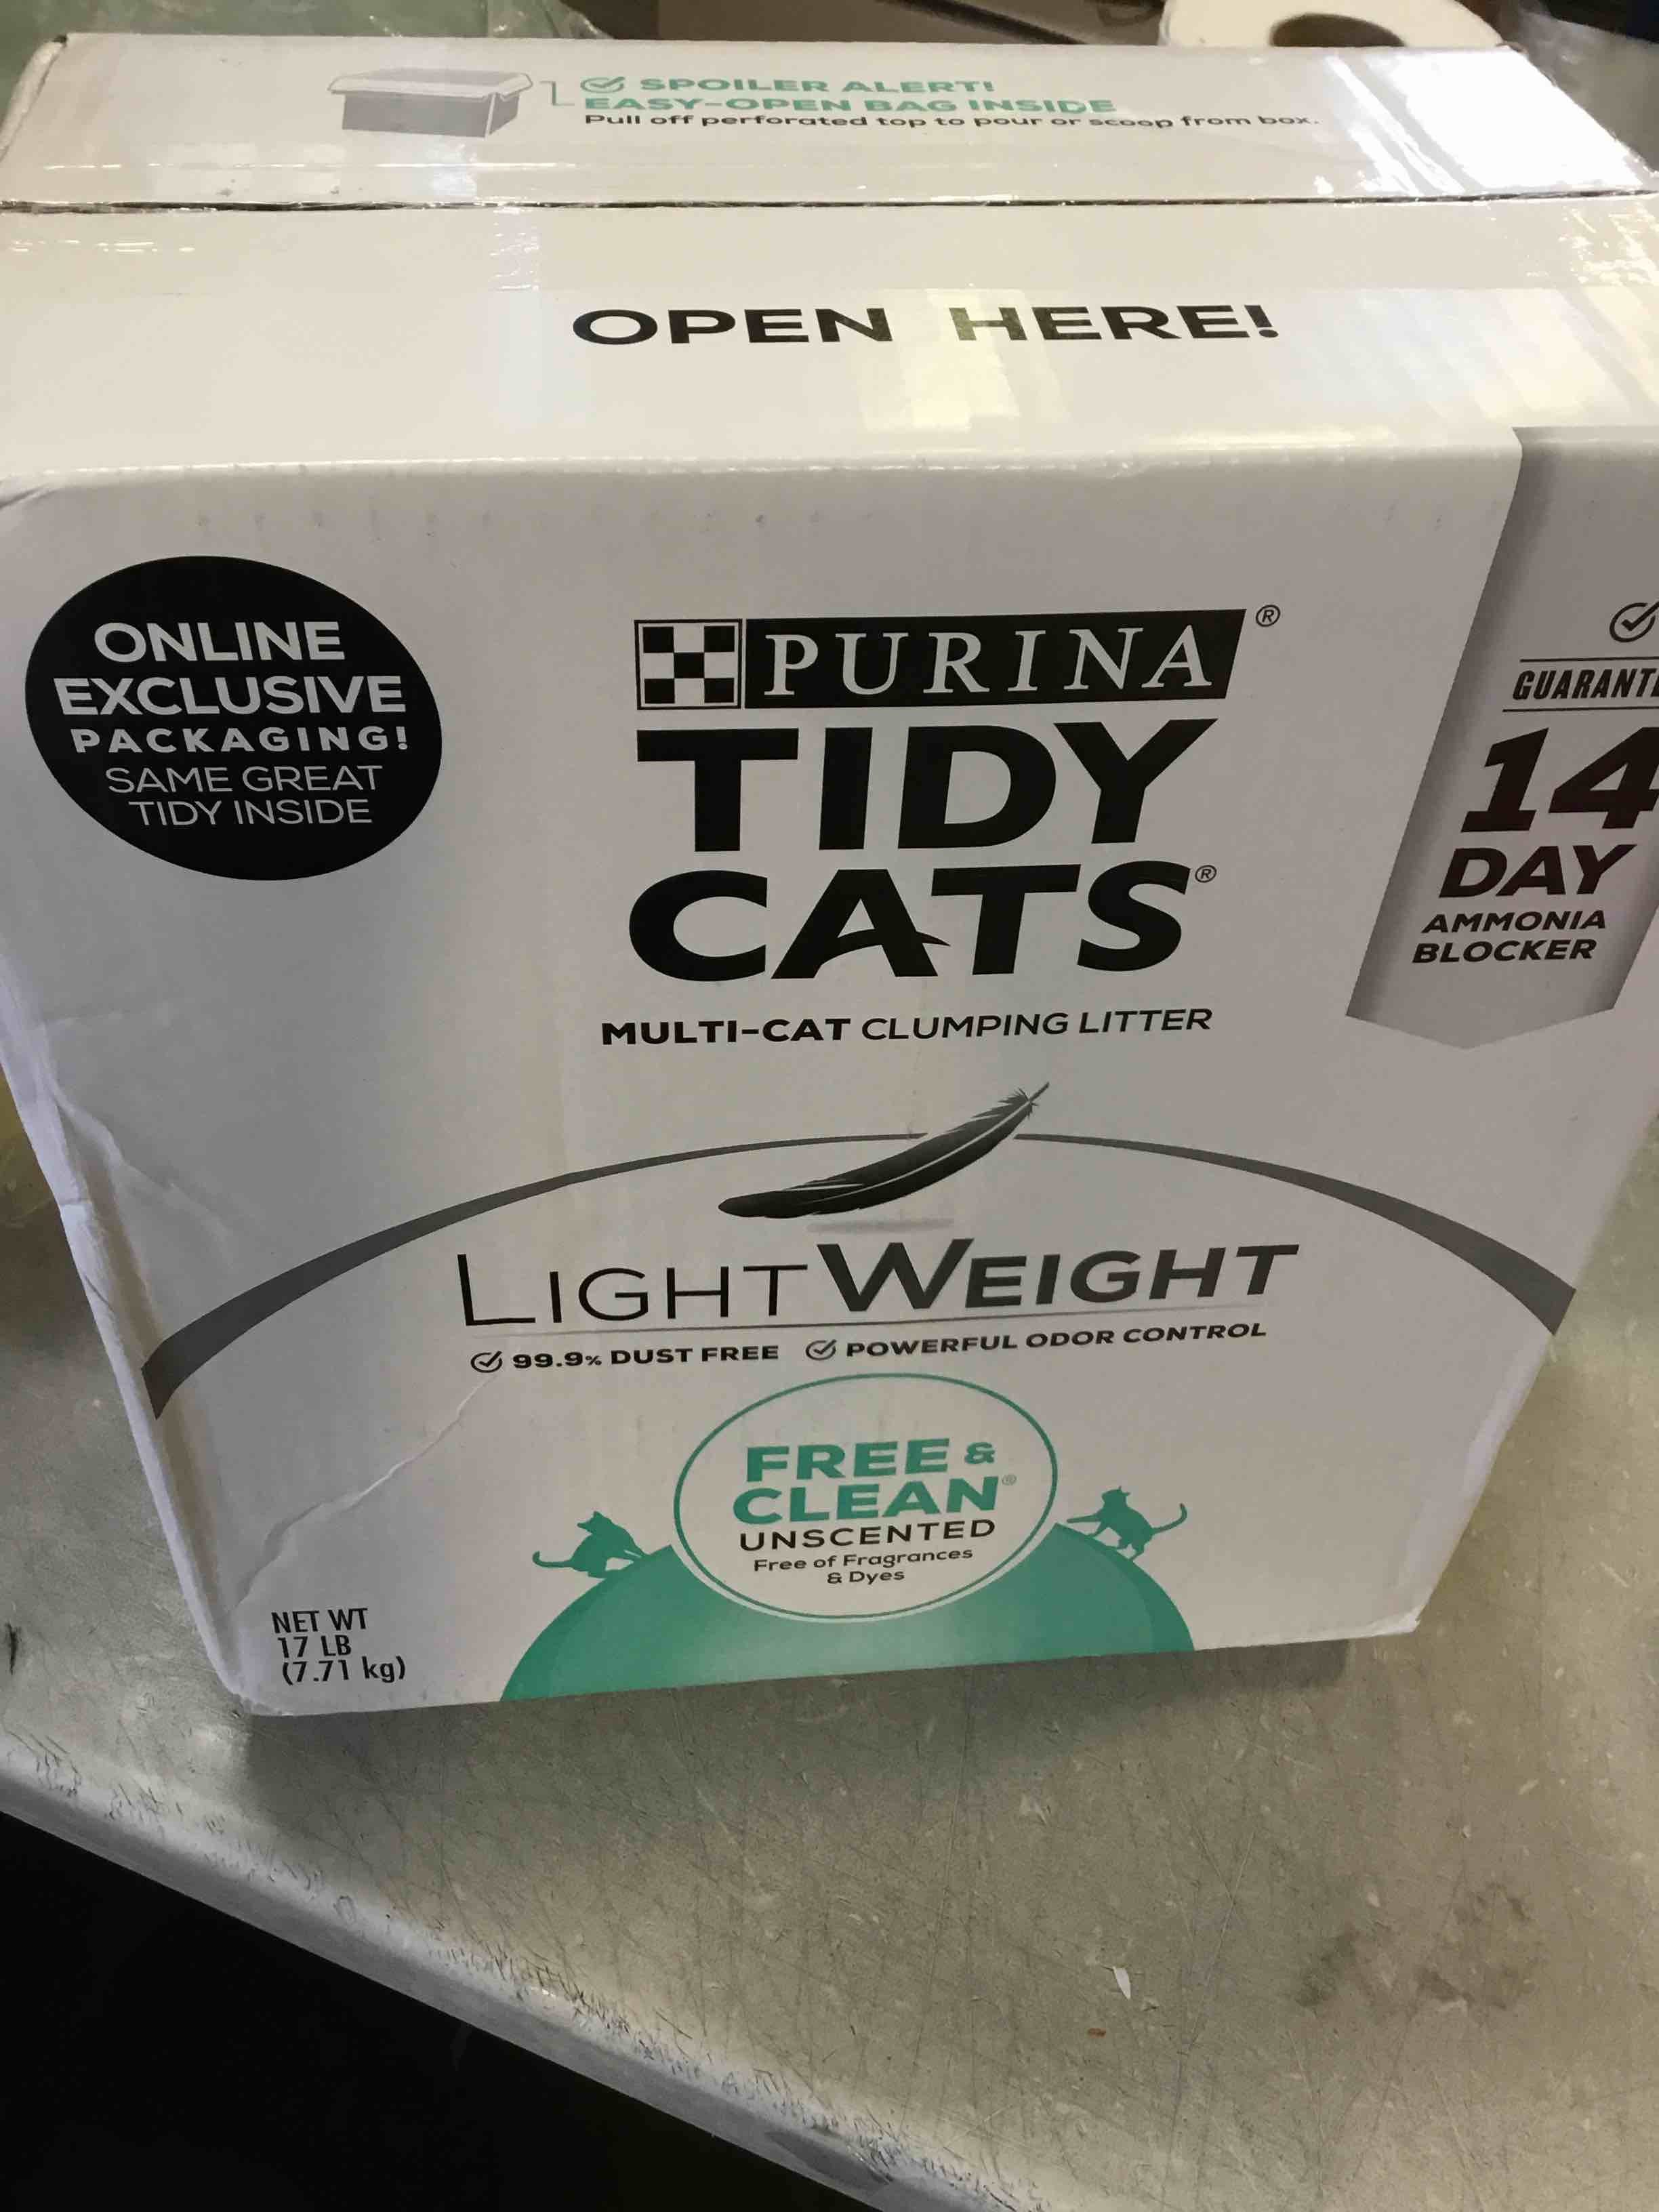 SPOILER ALERT!
EASY-OPEN BAG INSIDE
Pull off perforated top to pour or scoop from box.
OPEN HERE!
ONLINE
EXCLUSIVE
PACKAGING!
SAME GREAT
TIDY INSIDE
PURINA®
TIDY
CATS®
MULTI-CAT CLUMPING LITTER
GUARANTE
14
DAY
AMMONIA
BLOCKER
LIGHTWEIGHT
99.9% DUST FREE POWERFUL ODOR CONTROL
FREE &
CLEAN®
UNSCENTED
Free of Fragrances
& Dyes
NET WT
17 LB
(7.71 kg)